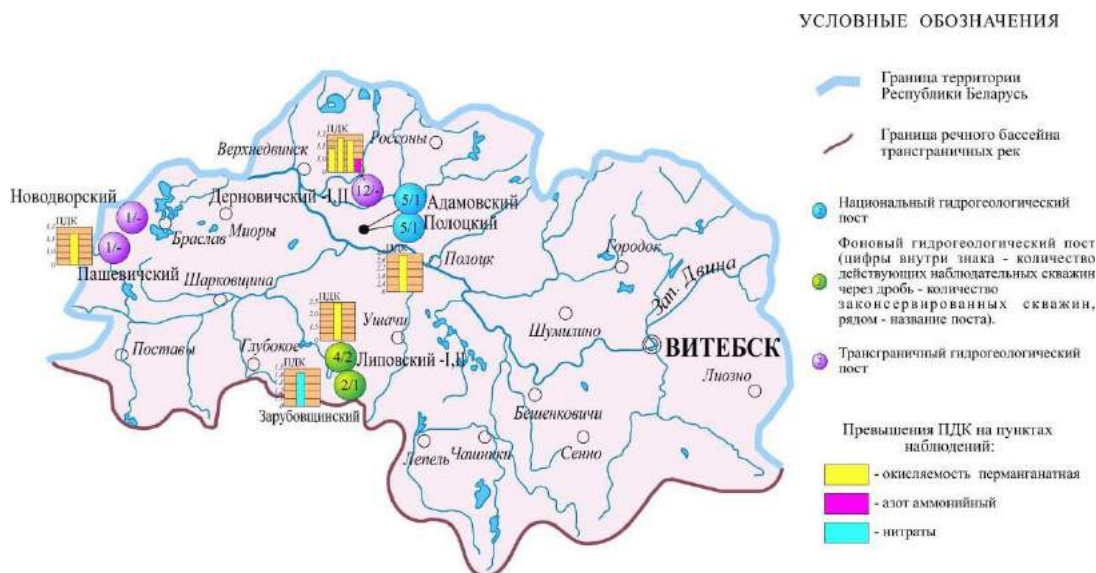 УСЛОВНЫЕ ОБОЗНАЧЕНИЯ
Граница территории
Республики Беларусь
Граница речного бассейна
трансграничных рек
Национальный гидрогеологический
пост
Фоновый гидрогеологический пост
(цифры внутри знака - количество
действующих наблюдательных скважин
через дробь - количество
законсервированных скважин,
рядом - название поста).
Трансграничный гидрогеологический
пост
Превышения ПДК на пунктах
наблюдений:
- окисляемость перманганатная
- азот аммонийный
- нитраты
ПДК
Россоны
Верхнедвинск
Новодворский
Дерновичский -I,II
12/-
5/1
Адамовский
5/1
Полоцкий
ПДК
1/-
1/-
Браслав
Миоры
Пашевичский
ПДК
Полоцк
Городок
Зап. Двина
Шарковщина
ПДК
Ушачи
Шумилино
ВИТЕБСК
Поставы
Глубокое
ПДК
4/2
Липовский -I,II
2/1
Зарубовщинский
Лиозно
Бешенковичи
Лепель
Чашники
Сенно